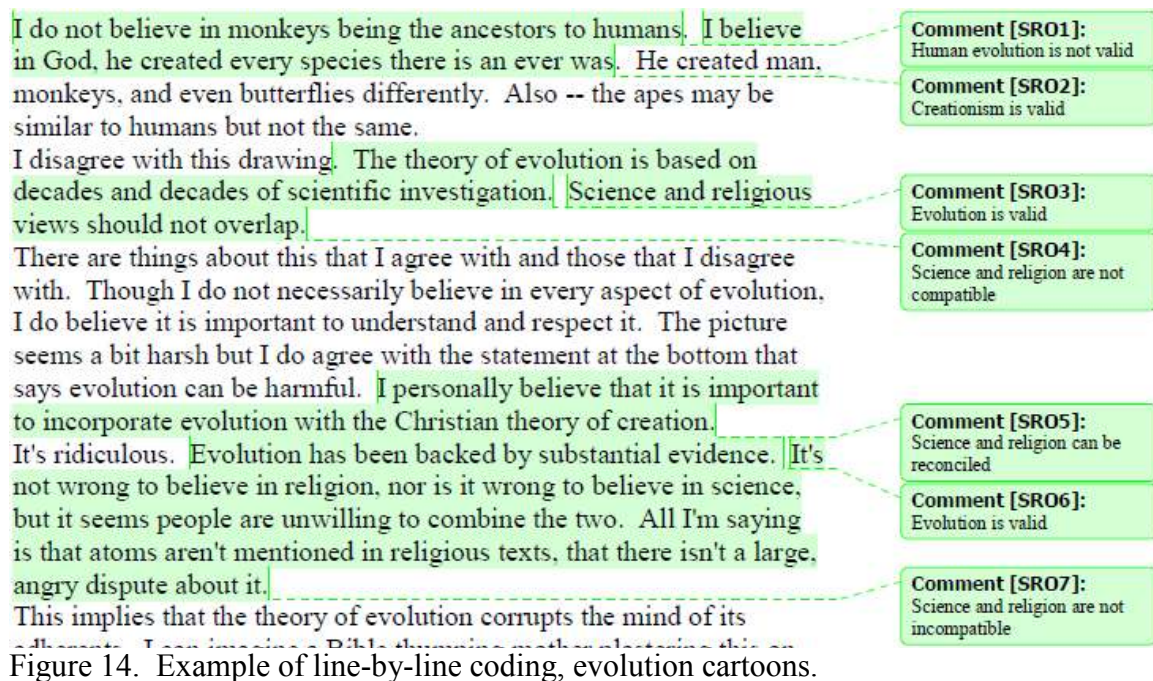 I do not believe in monkeys being the ancestors to humans.  I believe
in God, he created every species there is an ever was.  He created man,
monkeys, and even butterflies differently.  Also -- the apes may be
similar to humans but not the same.
I disagree with this drawing.  The theory of evolution is based on
decades and decades of scientific investigation.  Science and religious
views should not overlap.
There are things about this that I agree with and those that I disagree
with.  Though I do not necessarily believe in every aspect of evolution,
I do believe it is important to understand and respect it.  The picture
seems a bit harsh but I do agree with the statement at the bottom that
says evolution can be harmful.  I personally believe that it is important
to incorporate evolution with the Christian theory of creation.
It's ridiculous.  Evolution has been backed by substantial evidence.  It's
not wrong to believe in religion, nor is it wrong to believe in science,
but it seems people are unwilling to combine the two.  All I'm saying
is that atoms aren't mentioned in religious texts, that there isn't a large,
angry dispute about it.
This implies that the theory of evolution corrupts the mind of its
Comment [SRO1]:
Human evolution is not valid
Comment [SRO2]:
Creationism is valid
Comment [SRO3]:
Evolution is valid
Comment [SRO4]:
Science and religion are not
compatible
Comment [SRO5]:
Science and religion can be
reconciled
Comment [SRO6]:
Evolution is valid
Comment [SRO7]:
Science and religion are not
incompatible
Figure 14.  Example of line-by-line coding, evolution cartoons.